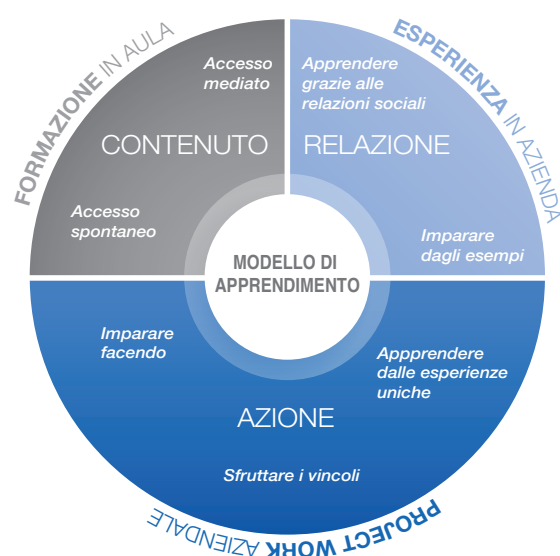 FORMAZIONE IN AULA
ESPERIENZA IN AZIENDA
Accesso
mediato
CONTENUTO
Accesso
spontaneo
Apprendere
grazie alle
relazioni sociali
RELAZIONE
Imparare
dagli esempi
MODELLO DI
APPRENDIMENTO
Imparare
facendo
Appprendere
dalle esperienze
uniche
AZIONE
Sfruttare i vincoli
PROJECT WORK AZIENDALE